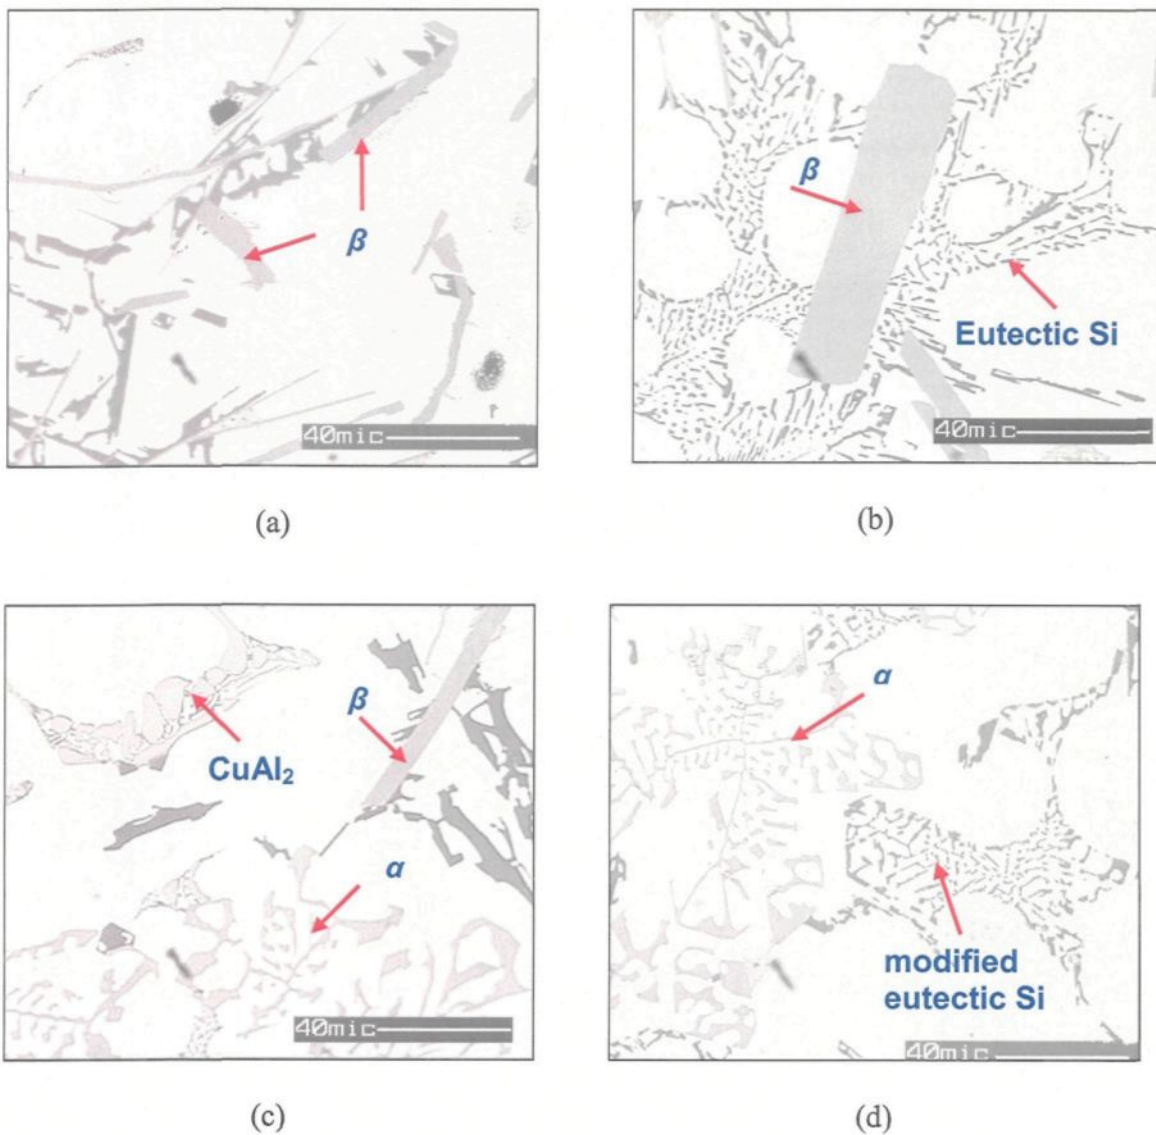 β
β
β
Eutectic Si
40mic
40mic
(a)
(b)
β
CuAl₂
α
α
modified
eutectic Si
40mic
40mic
(c)
(d)